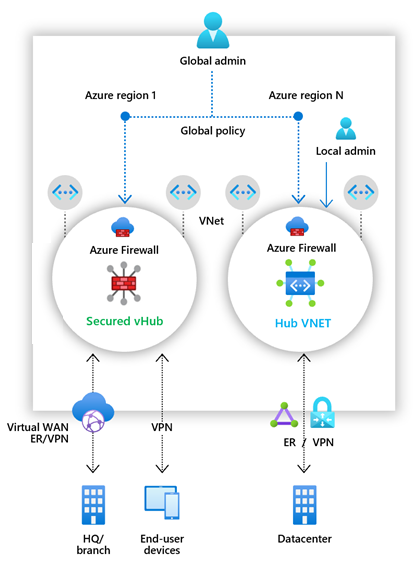 Global admin
Azure region 1
Azure region N
Global policy
Local admin
VNet
Azure Firewall
Azure Firewall
Secured vHub
Hub VNET
Virtual WAN
ER/VPN
VPN
ER / VPN
HQ/
branch
End-user
devices
Datacenter